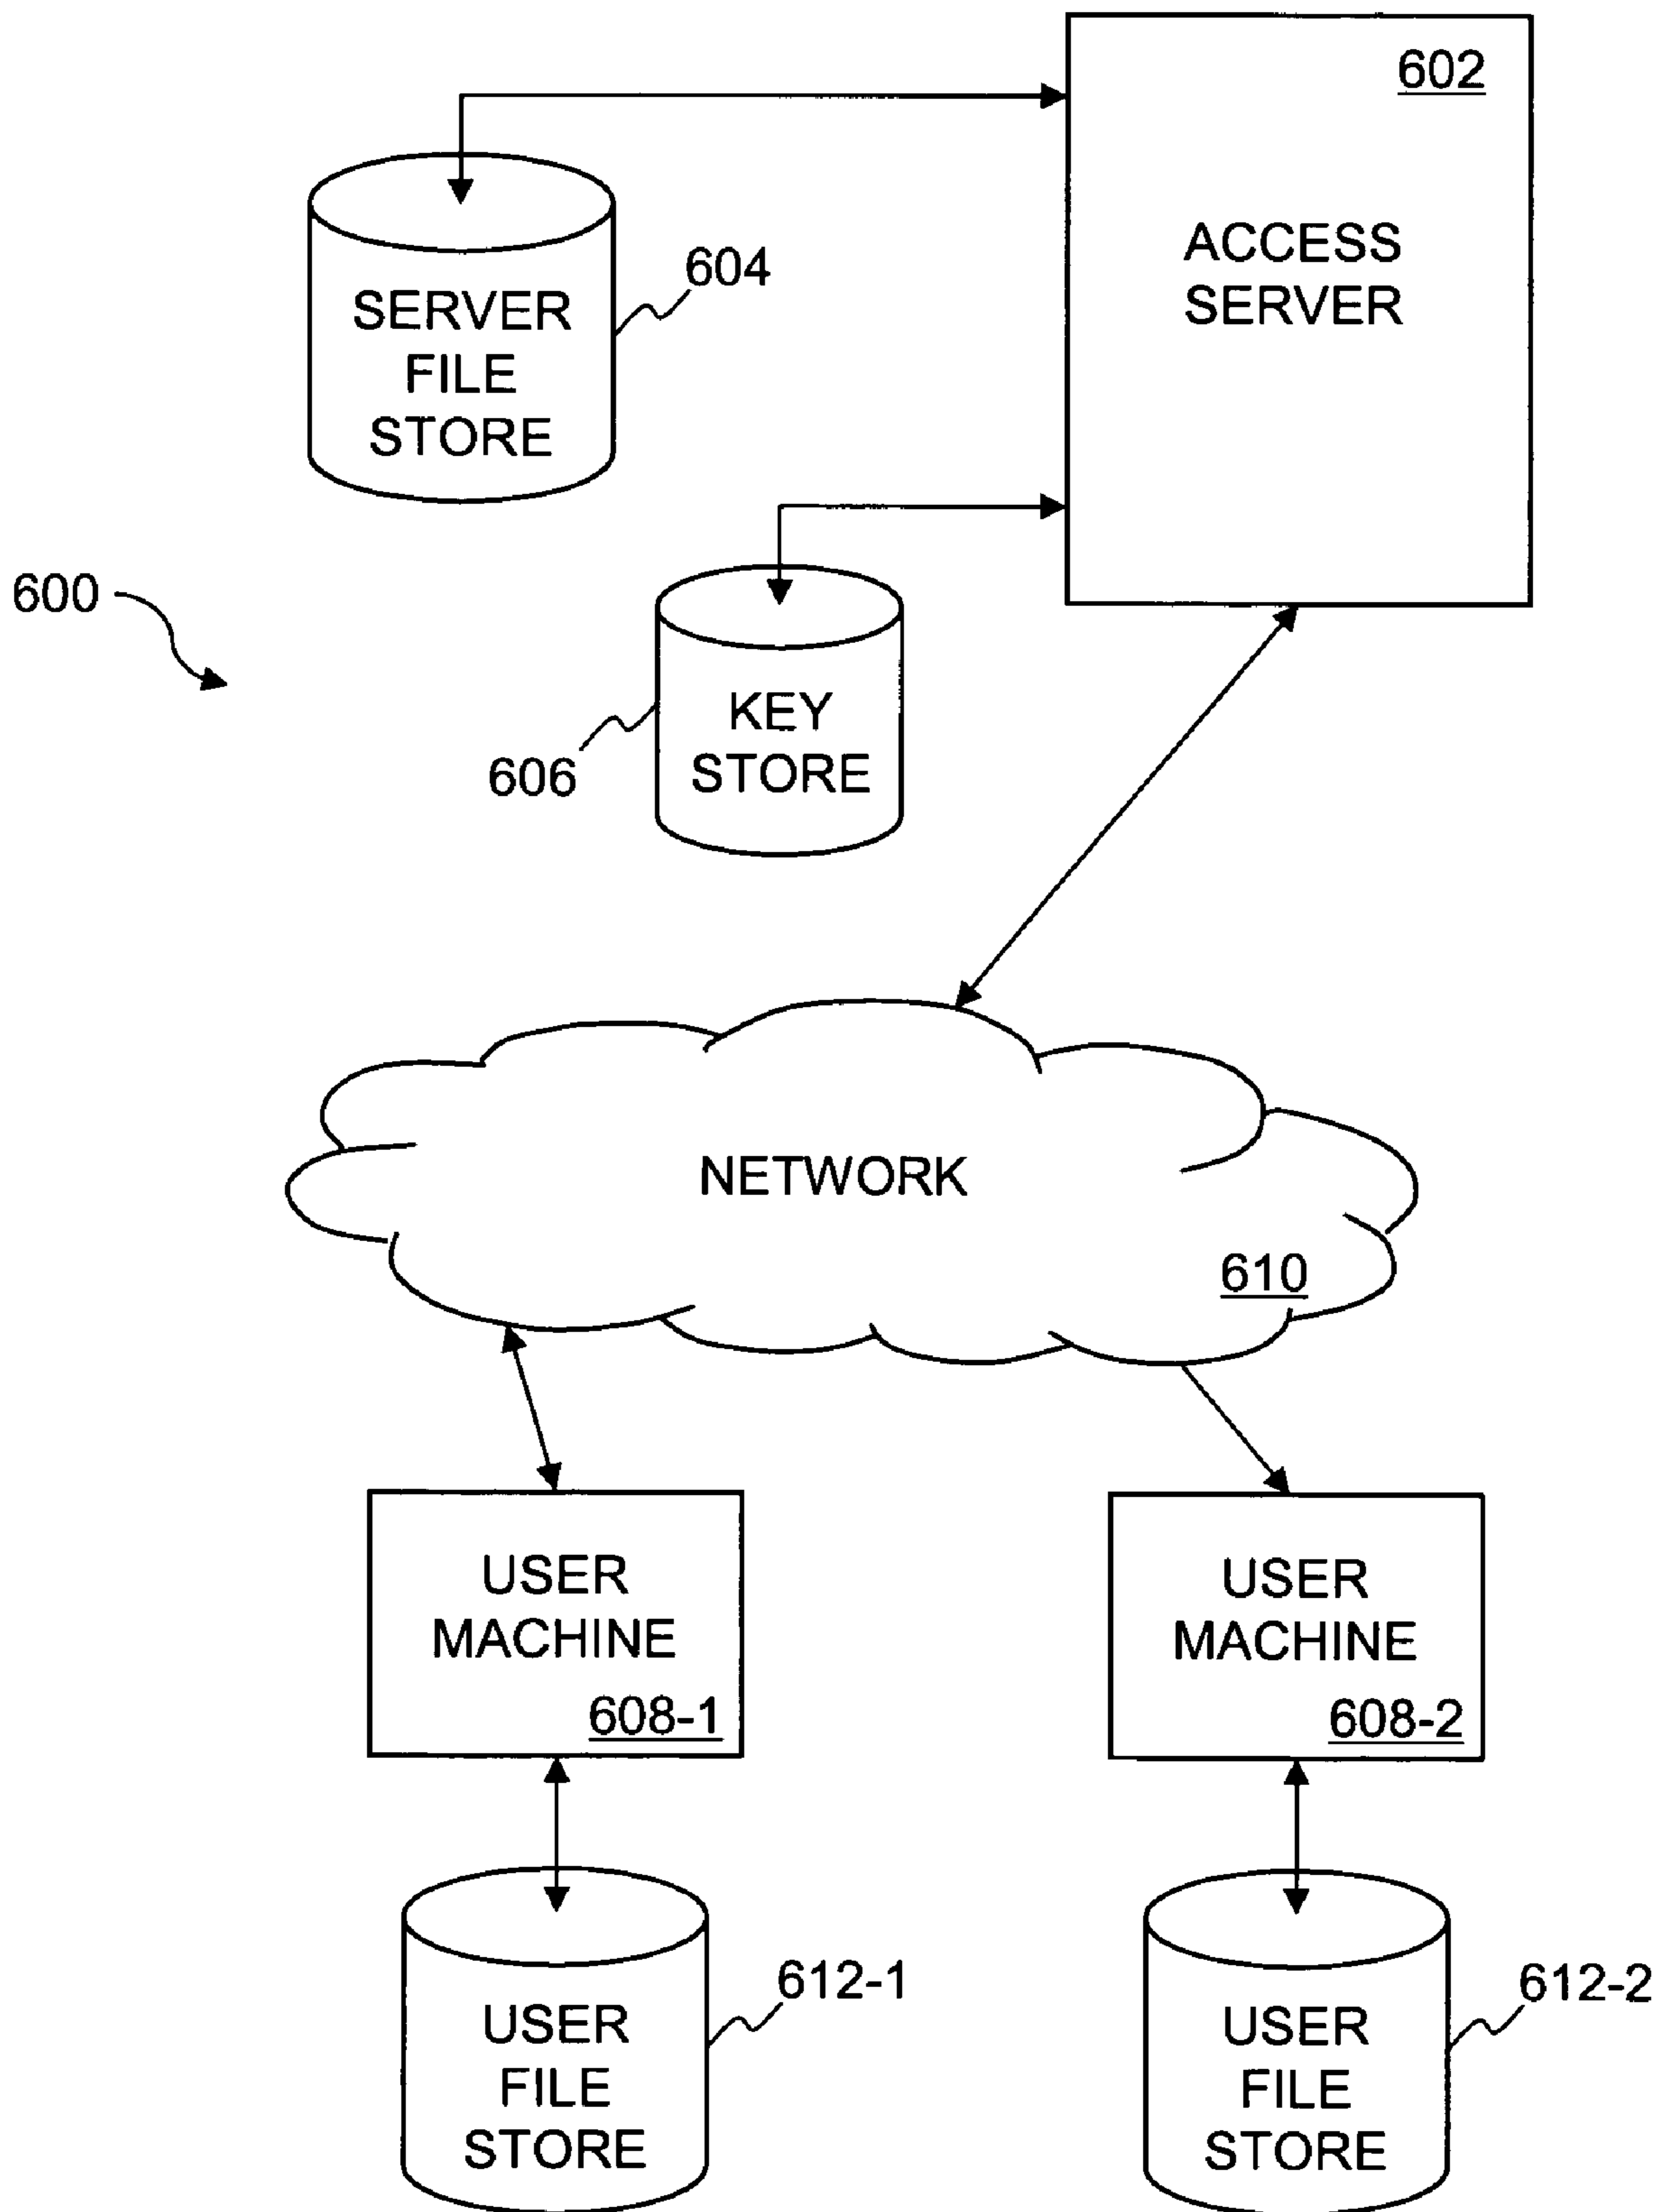 602
ACCESS
SERVER
604
SERVER
FILE
STORE
600
KEY
STORE
606
NETWORK
610
USER
MACHINE
608-1
USER
MACHINE
608-2
612-1
USER
FILE
STORE
612-2
USER
FILE
STORE